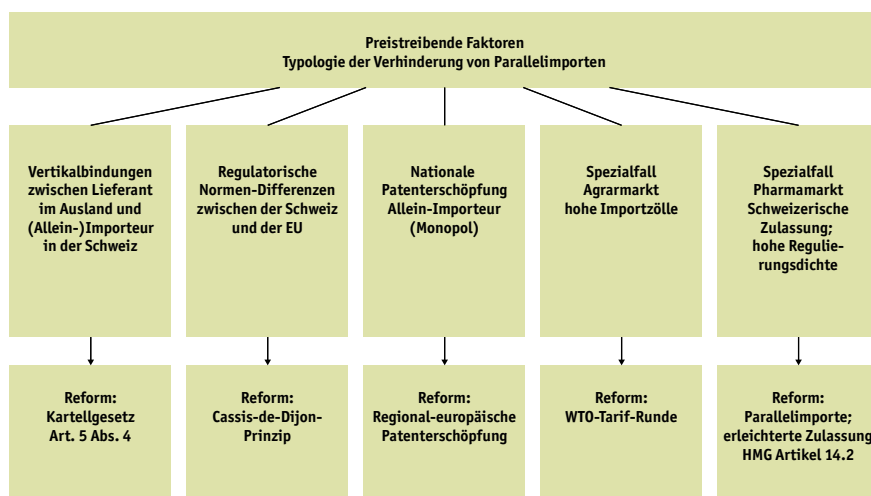 Preistreibende Faktoren
Typologie der Verhinderung von Parallelimporten
Vertikalbindungen
zwischen Lieferant
im Ausland und
(Allein-)Importeur
in der Schweiz
Regulatorische
Normen-Differenzen
zwischen der Schweiz
und der EU
Nationale
Patenterschöpfung
Allein-Importeur
(Monopol)
Spezialfall
Agrarmarkt
hohe Importzölle
Spezialfall
Pharmamarkt
Schweizerische
Zulassung;
hohe Regulie-
rungsdichte
Reform:
Kartellgesetz
Art. 5 Abs. 4
Reform:
Cassis-de-Dijon-
Prinzip
Reform:
Regional-europäische
Patenterschöpfung
Reform:
WTO-Tarif-Runde
Reform:
Parallelimporte;
erleichterte Zulassung
HMG Artikel 14.2